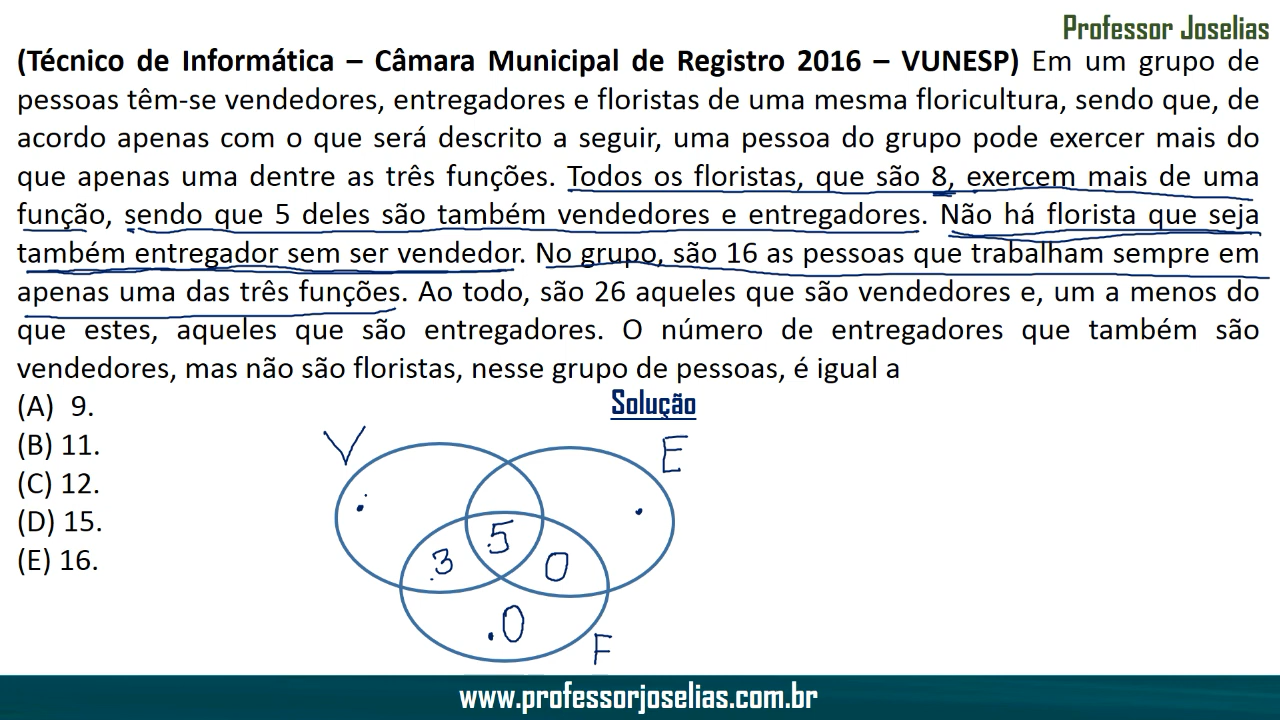 Professor Joselias
(Técnico de Informática – Câmara Municipal de Registro 2016 – VUNESP) Em um grupo de
pessoas têm-se vendedores, entregadores e floristas de uma mesma floricultura, sendo que, de
acordo apenas com o que será descrito a seguir, uma pessoa do grupo pode exercer mais do
que apenas uma dentre as três funções. Todos os floristas, que são 8, exercem mais de uma
função, sendo que 5 deles são também vendedores e entregadores. Não há florista que seja
também entregador sem ser vendedor. No grupo, são 16 as pessoas que trabalham sempre em
apenas uma das três funções. Ao todo, são 26 aqueles que são vendedores e, um a menos do
que estes, aqueles que são entregadores. O número de entregadores que também são
vendedores, mas não são floristas, nesse grupo de pessoas, é igual a
(A) 9.
Solução
(B) 11.
(C) 12.
(D) 15.
(E) 16.
V
E
5
3
0
0
F
www.professorjoselias.com.br